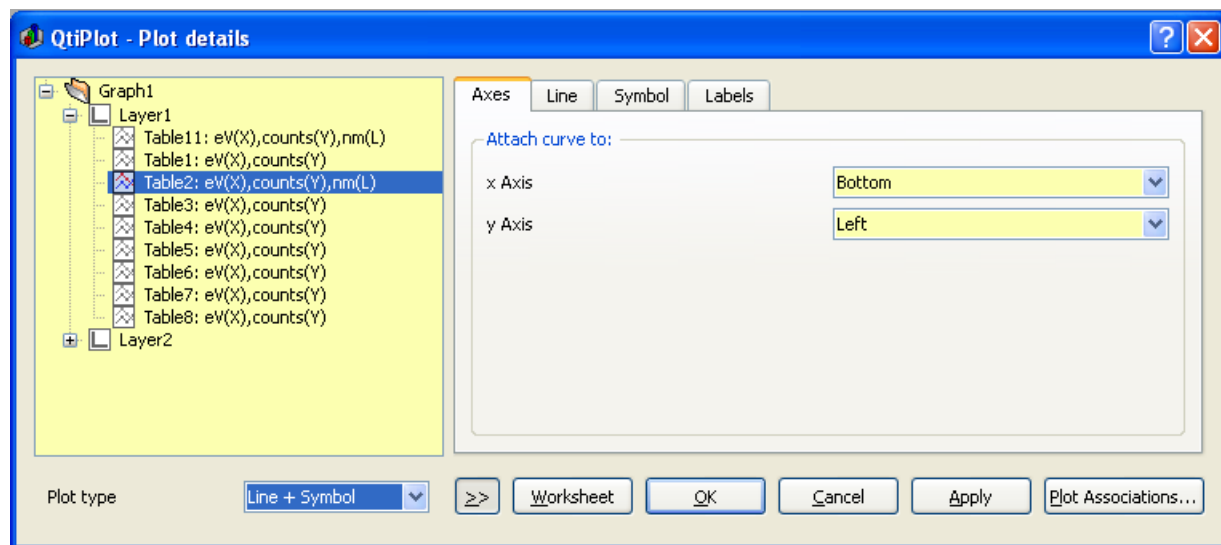 QtiPlot - Plot details
Graph1
Layer1
Table11: eV(X),counts(Y),nm(L)
Table1: eV(X),counts(Y)
Table2: eV(X),counts(Y),nm(L)
Table3: eV(X),counts(Y)
Table4: eV(X),counts(Y)
Table5: eV(X),counts(Y)
Table6: eV(X),counts(Y)
Table7: eV(X),counts(Y)
Table8: eV(X),counts(Y)
Layer2
Axes Line Symbol Labels
Attach curve to:
x Axis Bottom
y Axis Left
Plot type Line + Symbol >> Worksheet OK Cancel Apply Plot Associations...